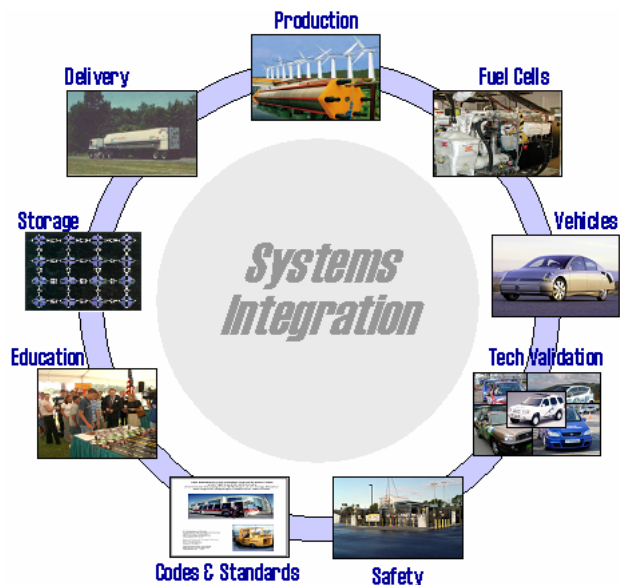 Production
Delivery
Fuel Cells
Storage
Vehicles
Systems
Integration
Education
Tech Validation
Codes & Standards
Safety